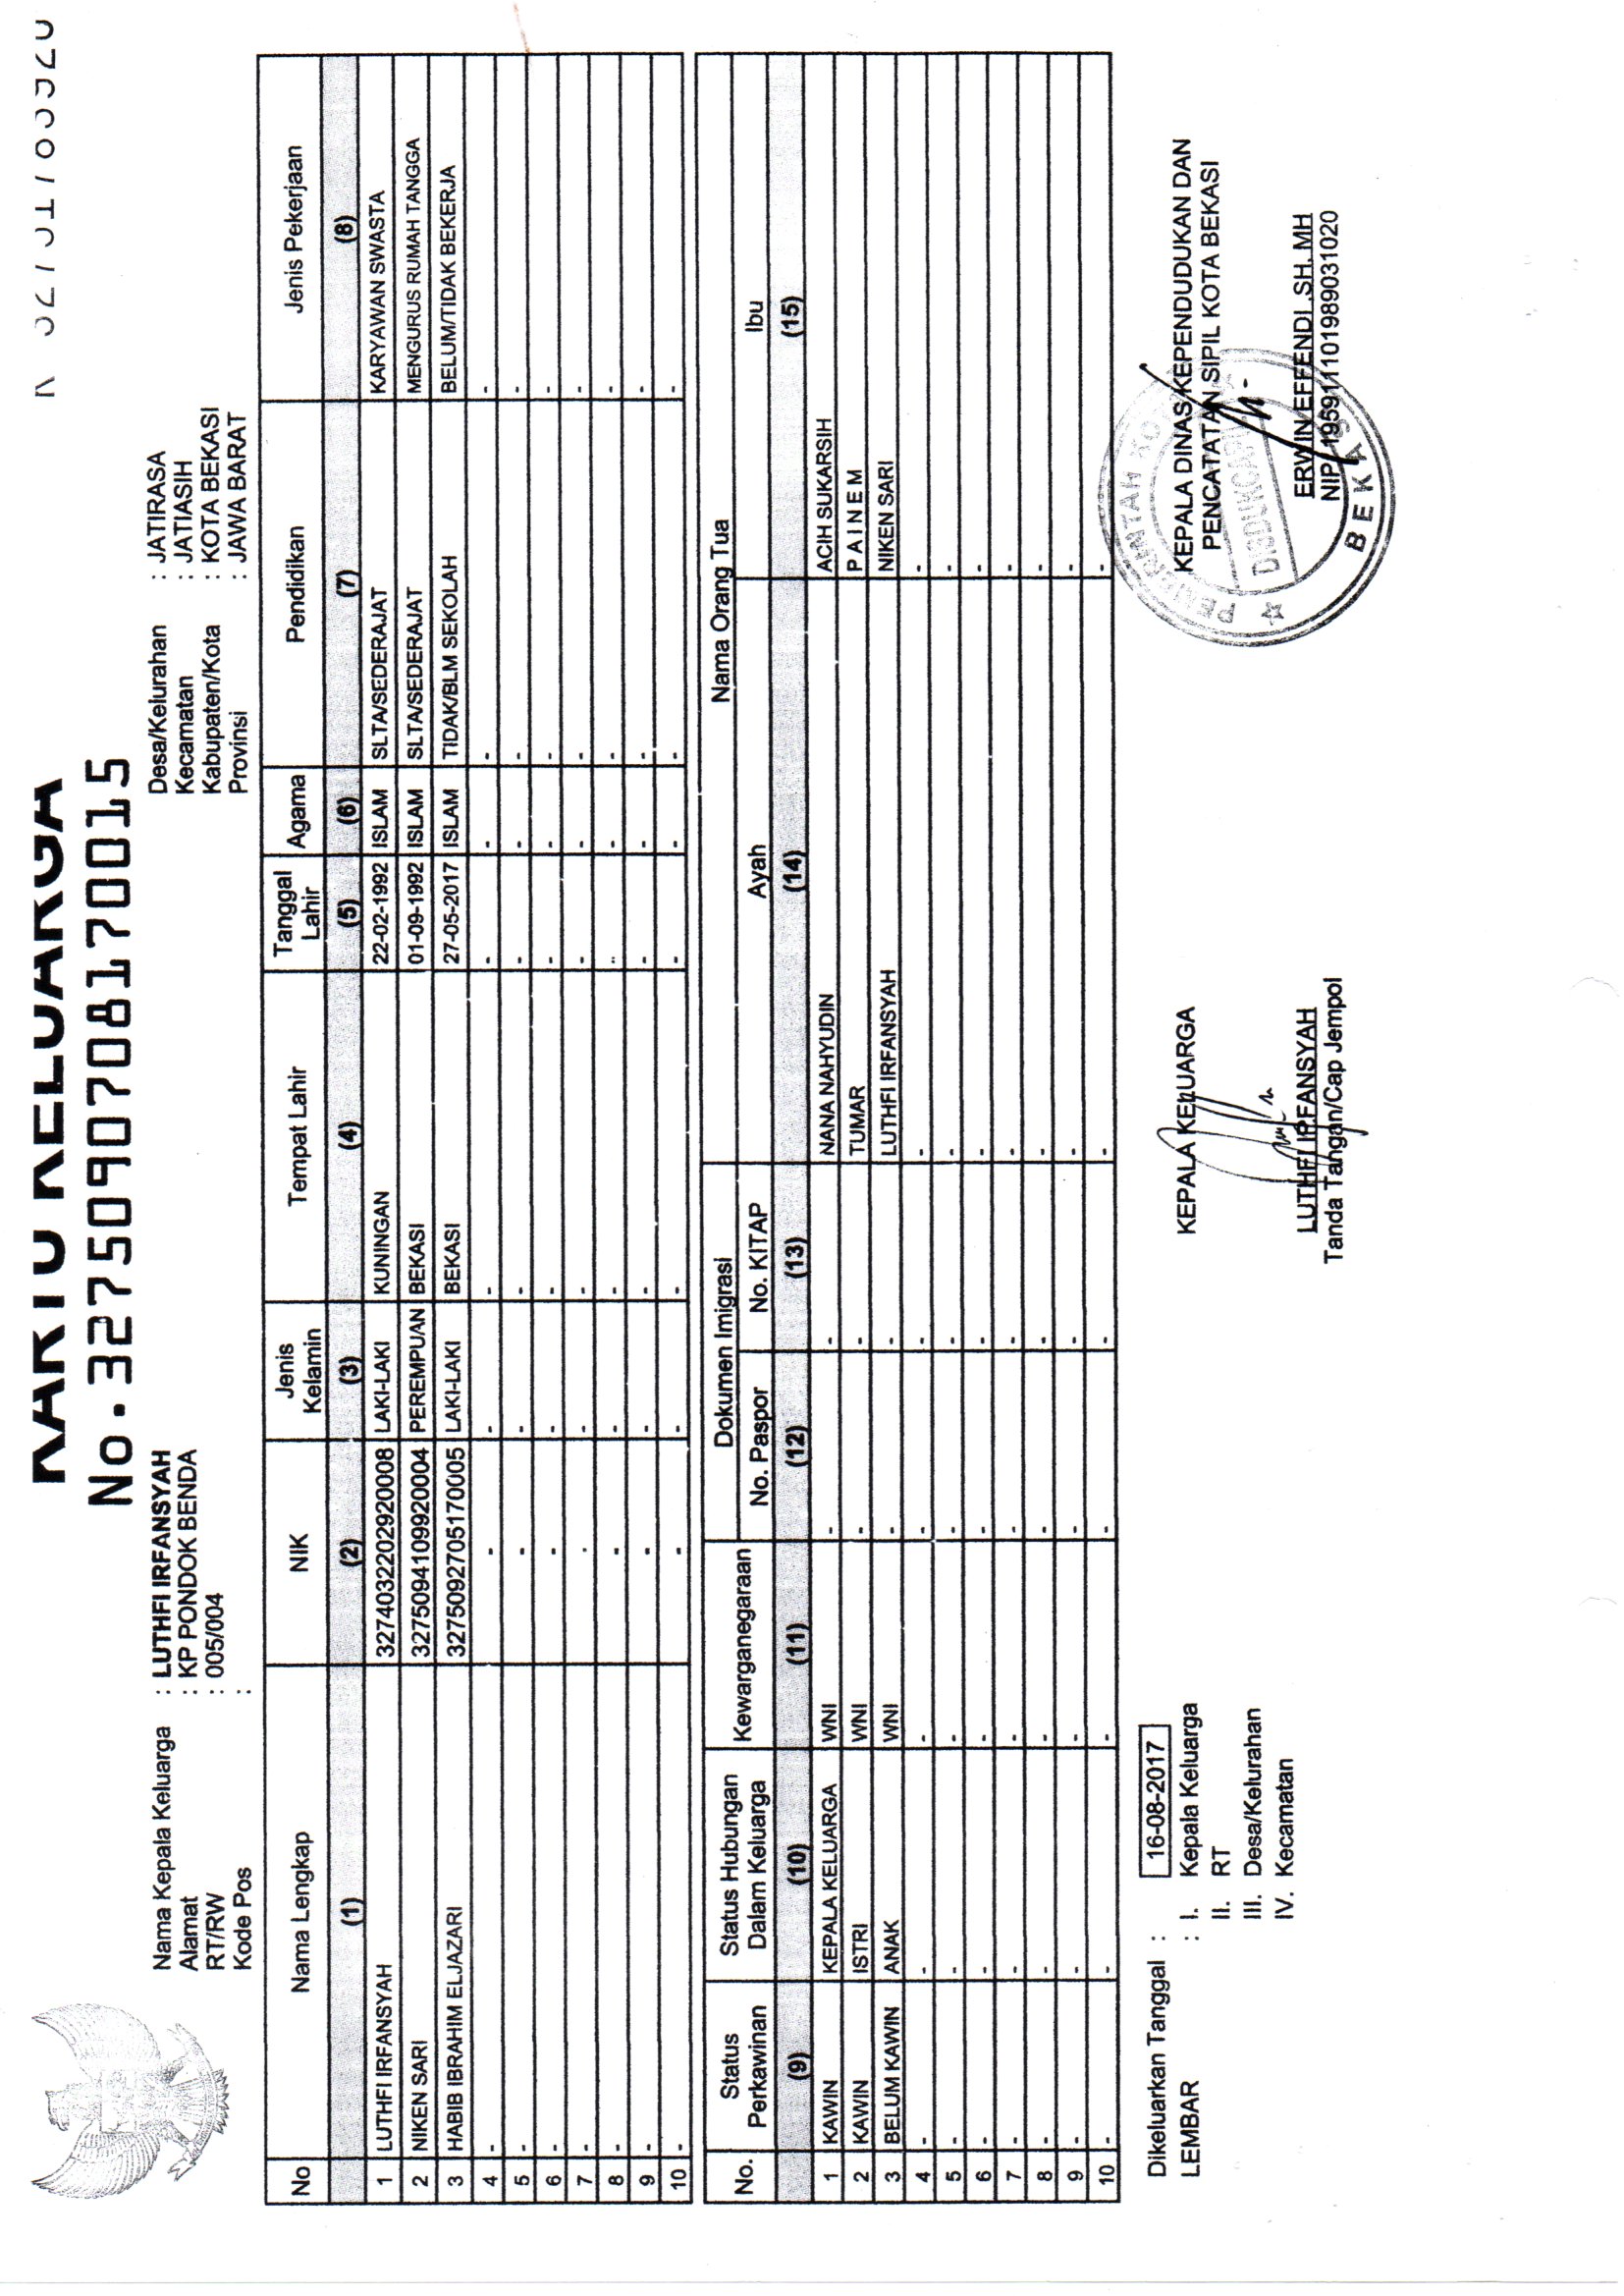 KARTU KELUARGA
No. 3275090708170015
Nama Kepala Keluarga : LUTHFI IRFANSYAH
Alamat : KP PONDOK BENDA
RT/RW : 005/004
Kode Pos :
Desa/Kelurahan : JATIRASA
Kecamatan : JATIASIH
Kabupaten/Kota : KOTA BEKASI
Provinsi : JAWA BARAT
No Nama Lengkap NIK Jenis Kelamin Tempat Lahir Tanggal Lahir Agama Pendidikan Jenis Pekerjaan
(1) (2) (3) (4) (5) (6) (7) (8)
1 LUTHFI IRFANSYAH 3274032202920008 LAKI-LAKI KUNINGAN 22-02-1992 ISLAM SLTA/SEDERAJAT KARYAWAN SWASTA
2 NIKEN SARI 3275094109920004 PEREMPUAN BEKASI 01-09-1992 ISLAM SLTA/SEDERAJAT MENGURUS RUMAH TANGGA
3 HABIB IBRAHIM ELJAZARI 3275092705170005 LAKI-LAKI BEKASI 27-05-2017 ISLAM TIDAK/BLM SEKOLAH BELUM/TIDAK BEKERJA
4 - - - - - - - -
5 - - - - - - - -
6 - - - - - - - -
7 - - - - - - - -
8 - - - - - - - -
9 - - - - - - - -
10 - - - - - - - -
No. Status Perkawinan Status Hubungan Dalam Keluarga Kewarganegaraan Dokumen Imigrasi Nama Orang Tua
No. Paspor No. KITAP Ayah Ibu
(9) (10) (11) (12) (13) (14) (15)
1 KAWIN KEPALA KELUARGA WNI - - NANA NAHYUDIN ACIH SUKARSIH
2 KAWIN ISTRI WNI - - TUMAR P A I N E M
3 BELUM KAWIN ANAK WNI - - LUTHFI IRFANSYAH NIKEN SARI
4 - - - - - - -
5 - - - - - - -
6 - - - - - - -
7 - - - - - - -
8 - - - - - - -
9 - - - - - - -
10 - - - - - - -
Dikeluarkan Tanggal : 16-08-2017
LEMBAR : I. Kepala Keluarga
II. RT
III. Desa/Kelurahan
IV. Kecamatan
KEPALA KELUARGA
LUTHFI IRFANSYAH
Tanda Tangan/Cap Jempol
KEPALA DINAS KEPENDUDUKAN DAN
PENCATATAN SIPIL KOTA BEKASI
ERWIN EFFENDI ,SH, MH
NIP. 195911101989031020
PEMERINTAH KOTA
DISDUKCAPIL
BEKASI